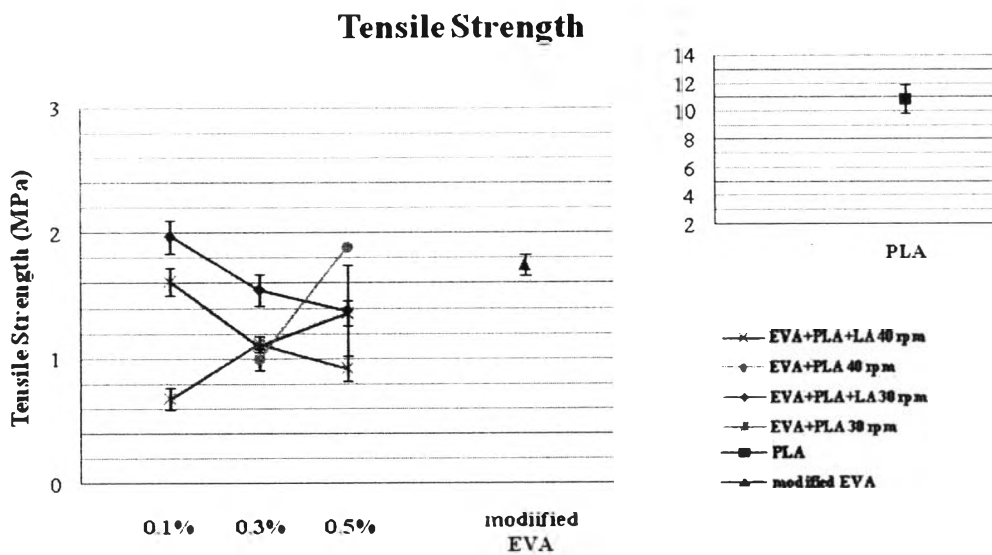 Tensile Strength
Tensile Strength (MPa)
3
2
1
0
0.1%
0.3%
0.5%
modiified
EVA
14
12
10
8
6
4
2
PLA
EVA+PLA+LA 40 rpm
EVA+PLA 40 rpm
EVA+PLA+LA 30 rpm
EVA+PLA 30 rpm
PLA
modified EVA